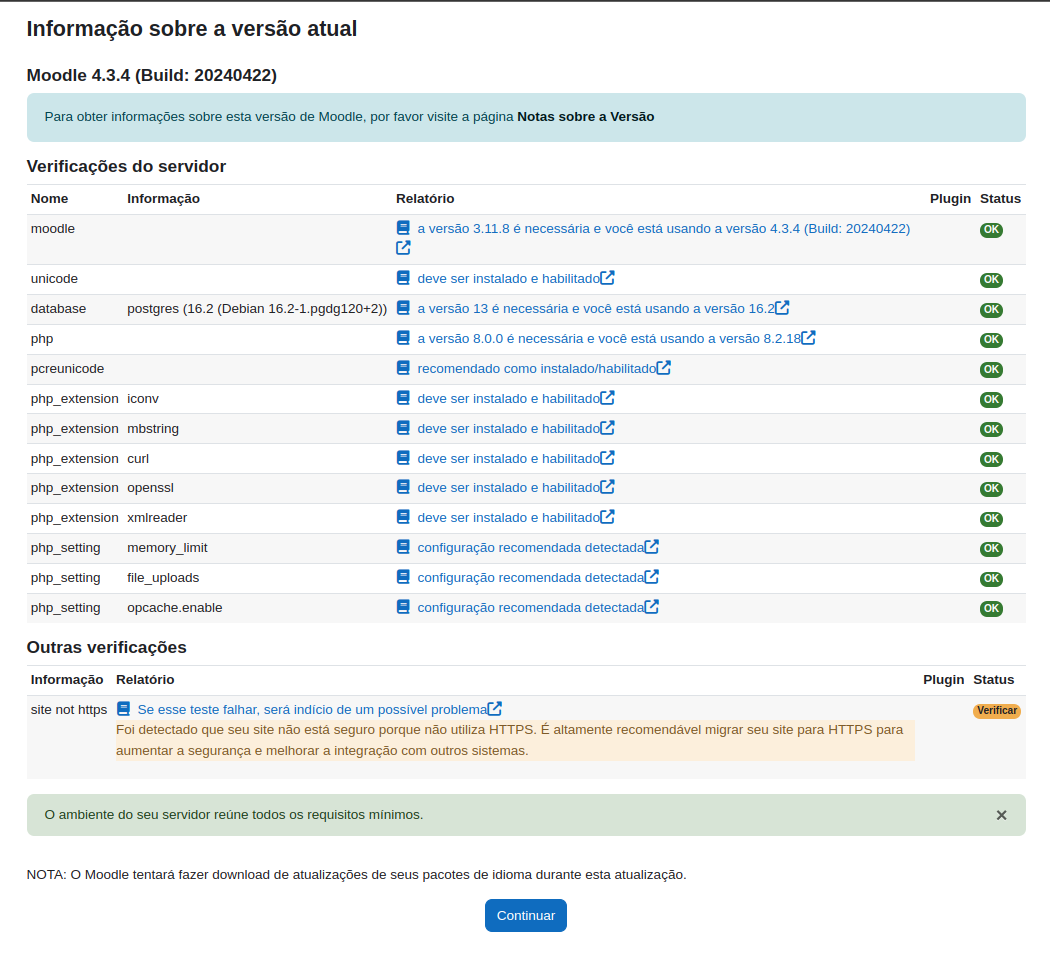 Informação sobre a versão atual
Moodle 4.3.4 (Build: 20240422)
Para obter informações sobre esta versão de Moodle, por favor visite a página Notas sobre a Versão
Verificações do servidor
Nome Informação Relatório Plugin Status
moodle a versão 3.11.8 é necessária e você está usando a versão 4.3.4 (Build: 20240422) OK
unicode deve ser instalado e habilitado OK
database postgres (16.2 (Debian 16.2-1.pgdg120+2)) a versão 13 é necessária e você está usando a versão 16.2 OK
php a versão 8.0.0 é necessária e você está usando a versão 8.2.18 OK
pcreunicode recomendado como instalado/habilitado OK
php_extension iconv deve ser instalado e habilitado OK
php_extension mbstring deve ser instalado e habilitado OK
php_extension curl deve ser instalado e habilitado OK
php_extension openssl deve ser instalado e habilitado OK
php_extension xmlreader deve ser instalado e habilitado OK
php_setting memory_limit configuração recomendada detectada OK
php_setting file_uploads configuração recomendada detectada OK
php_setting opcache.enable configuração recomendada detectada OK
Outras verificações
Informação Relatório Plugin Status
site not https Se esse teste falhar, será indício de um possível problema Verificar
Foi detectado que seu site não está seguro porque não utiliza HTTPS. É altamente recomendável migrar seu site para HTTPS para
aumentar a segurança e melhorar a integração com outros sistemas.
O ambiente do seu servidor reúne todos os requisitos mínimos. ×
NOTA: O Moodle tentará fazer download de atualizações de seus pacotes de idioma durante esta atualização.
Continuar